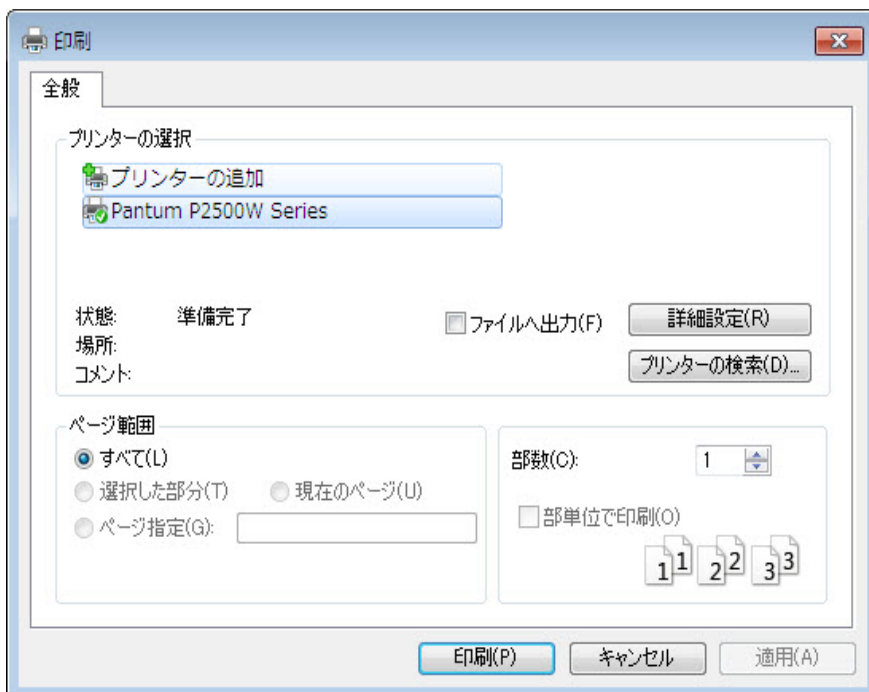 印刷
全般
プリンターの選択
プリンターの追加
Pantum P2500W Series
状態: 準備完了
場所:
コメント:
ファイルへ出力(F)
詳細設定(R)
プリンターの検索(D)...
ページ範囲
すべて(L)
選択した部分(T) 現在のページ(U)
ページ指定(G):
部数(C): 1
部単位で印刷(O)
1 1 2 2 3 3
印刷(P) キャンセル 適用(A)